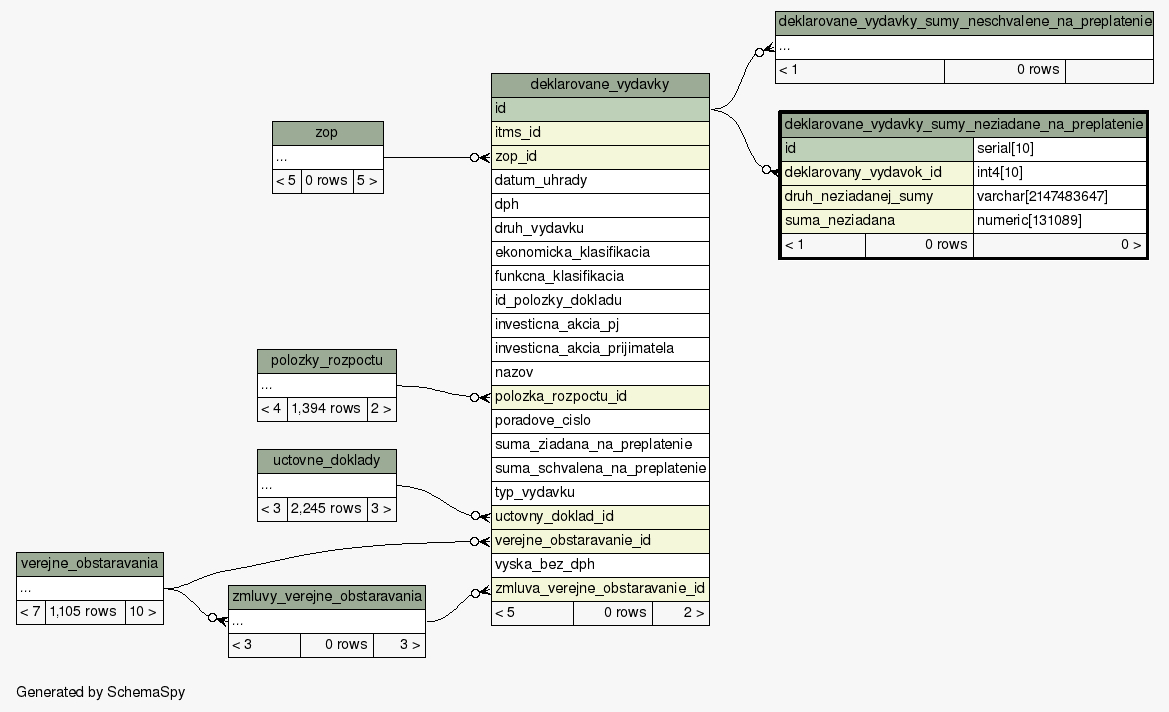 deklarovane_vydavky_sumy_neschvalene_na_preplatenie
...
< 1 0 rows
deklarovane_vydavky
id
itms_id
zop_id
datum_uhrady
dph
druh_vydavku
ekonomicka_klasifikacia
funkcna_klasifikacia
id_polozky_dokladu
investicna_akcia_pj
investicna_akcia_prijimatela
nazov
polozka_rozpoctu_id
poradove_cislo
suma_ziadana_na_preplatenie
suma_schvalena_na_preplatenie
typ_vydavku
uctovny_doklad_id
verejne_obstaravanie_id
vyska_bez_dph
zmluva_verejne_obstaravanie_id
< 5 0 rows 2 >
deklarovane_vydavky_sumy_neziadane_na_preplatenie
id serial[10]
deklarovany_vydavok_id int4[10]
druh_neziadanej_sumy varchar[2147483647]
suma_neziadana numeric[131089]
< 1 0 rows 0 >
zop
...
< 5 0 rows 5 >
polozky_rozpoctu
...
< 4 1,394 rows 2 >
uctovne_doklady
...
< 3 2,245 rows 3 >
verejne_obstaravania
...
< 7 1,105 rows 10 >
zmluvy_verejne_obstaravania
...
< 3 0 rows 3 >
Generated by SchemaSpy